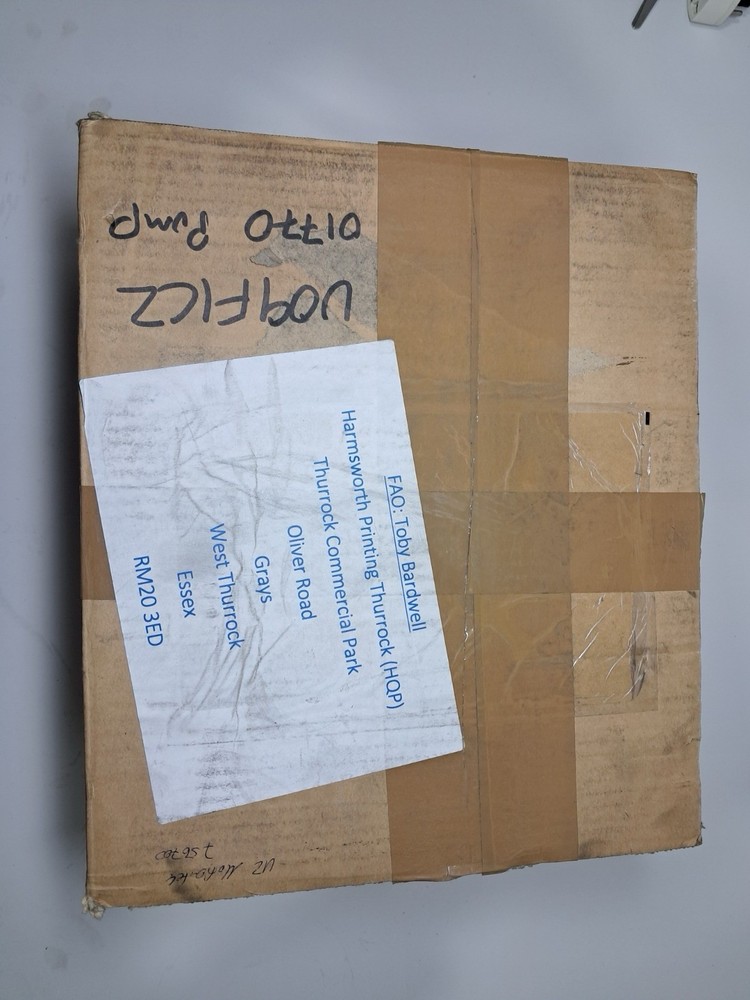 FAO: Toby Bardwell
Harmsworth Printing Thurrock (HQP)
Thurrock Commercial Park
Oliver Road
Grays
West Thurrock
Essex
RM20 3ED
01770 Pump
756700